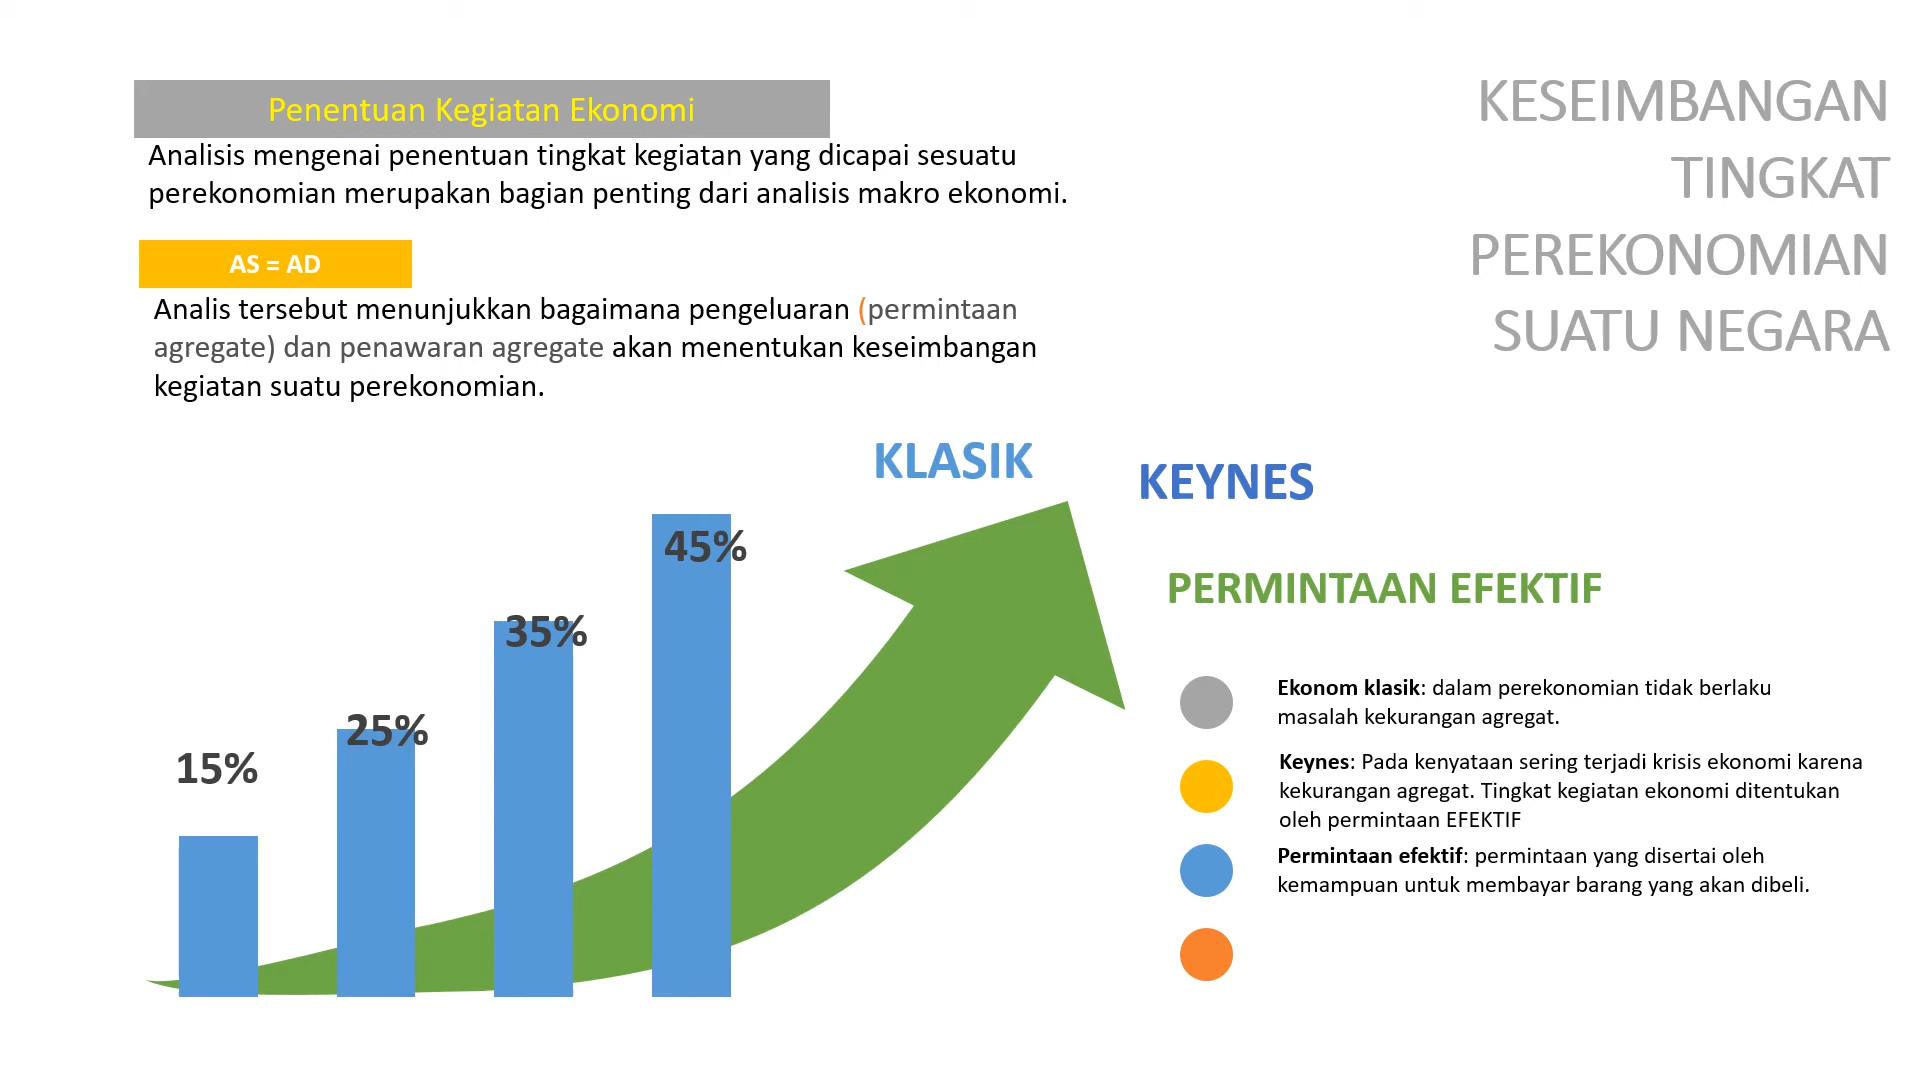 Penentuan Kegiatan Ekonomi
Analisis mengenai penentuan tingkat kegiatan yang dicapai sesuatu
perekonomian merupakan bagian penting dari analisis makro ekonomi.
AS = AD
Analis tersebut menunjukkan bagaimana pengeluaran (permintaan
agregate) dan penawaran agregate akan menentukan keseimbangan
kegiatan suatu perekonomian.
KESEIMBANGAN
TINGKAT
PEREKONOMIAN
SUATU NEGARA
KLASIK
KEYNES
PERMINTAAN EFEKTIF
15%
25%
35%
45%
Ekonom klasik: dalam perekonomian tidak berlaku
masalah kekurangan agregat.
Keynes: Pada kenyataan sering terjadi krisis ekonomi karena
kekurangan agregat. Tingkat kegiatan ekonomi ditentukan
oleh permintaan EFEKTIF
Permintaan efektif: permintaan yang disertai oleh
kemampuan untuk membayar barang yang akan dibeli.